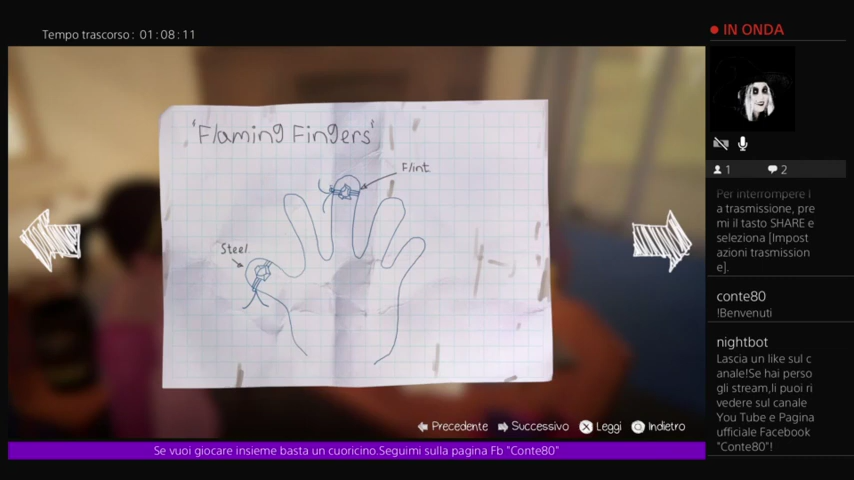 Tempo trascorso: 01:08:11
IN ONDA
'Flaming Fingers'
Flint
Steel
1
2
Per interrompere l
a trasmissione, pre
mi il tasto SHARE e
seleziona [Impost
azioni trasmission
e].
conte80
!Benvenuti
nightbot
Lascia un like sul c
anale!Se hai perso
gli stream,li puoi ri
vedere sul canale
You Tube e Pagina
ufficiale Facebook
"Conte80"!
Precedente
Successivo
Leggi
Indietro
Se vuoi giocare insieme basta un cuoricino.Seguimi sulla pagina Fb "Conte80"